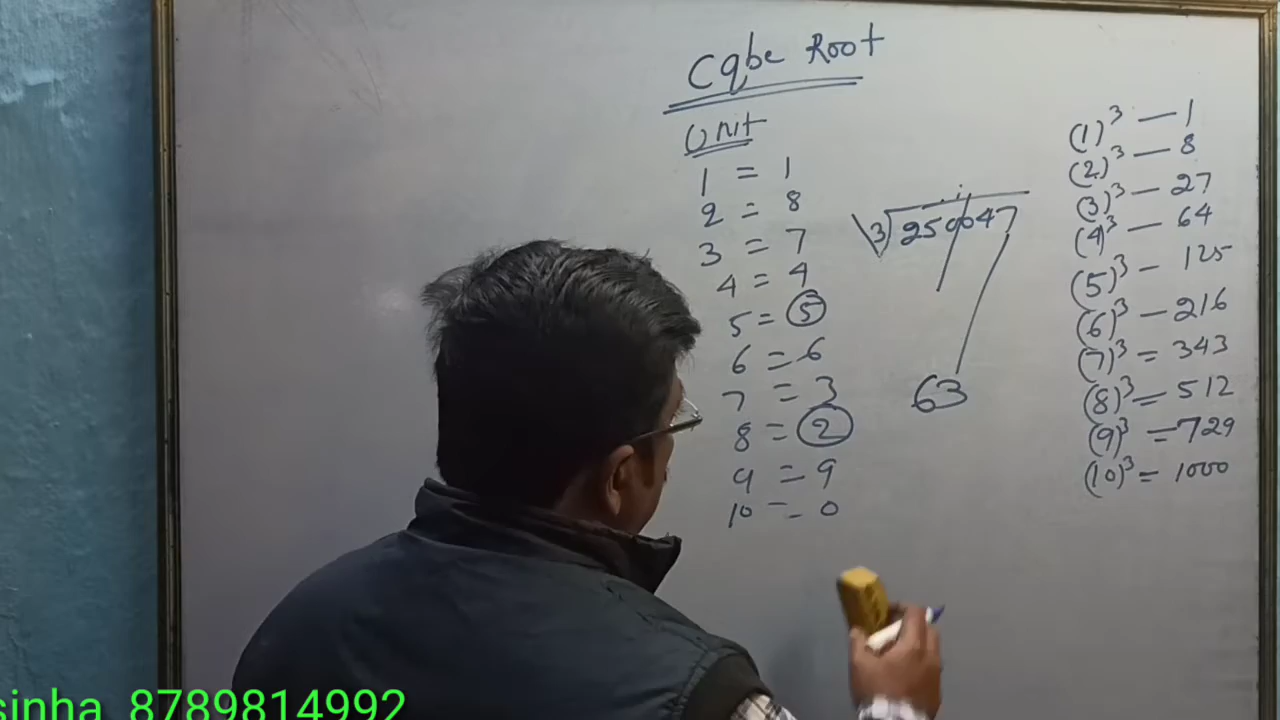 Cube Root
Unit
1 = 1
2 = 8
3 = 7
4 = 4
5 = 5
6 = 6
7 = 3
8 = 2
9 = 9
10 = 0
3√250047
63
(1)³ — 1
(2)³ — 8
(3)³ — 27
(4)³ — 64
(5)³ — 125
(6)³ — 216
(7)³ = 343
(8)³ = 512
(9)³ = 729
(10)³ = 1000
sinha 8789814992